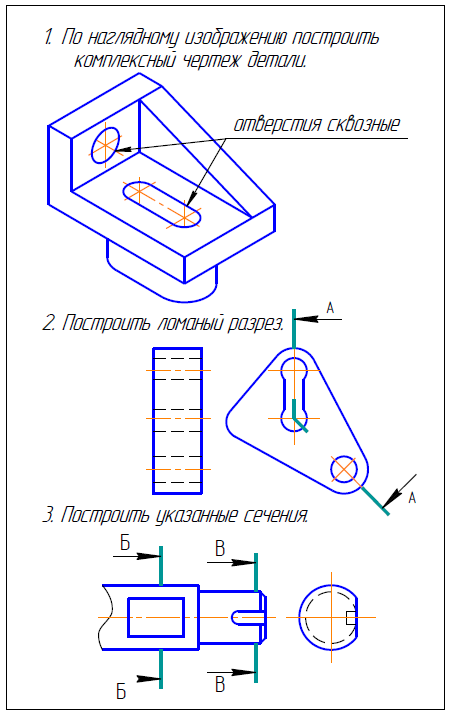 1. По наглядному изображению построить
комплексный чертеж детали.
отверстия сквозные
А
2. Построить ломаный разрез.
А
3. Построить указанные сечения.
Б
В
Б
В